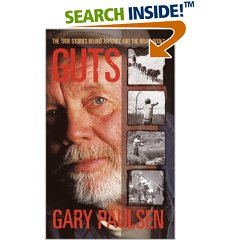 SEARCH INSIDE!™
THE TRUE STORIES BEHIND HATCHET AND THE BRIAN BOOKS
GUTS
GARY PAULSEN